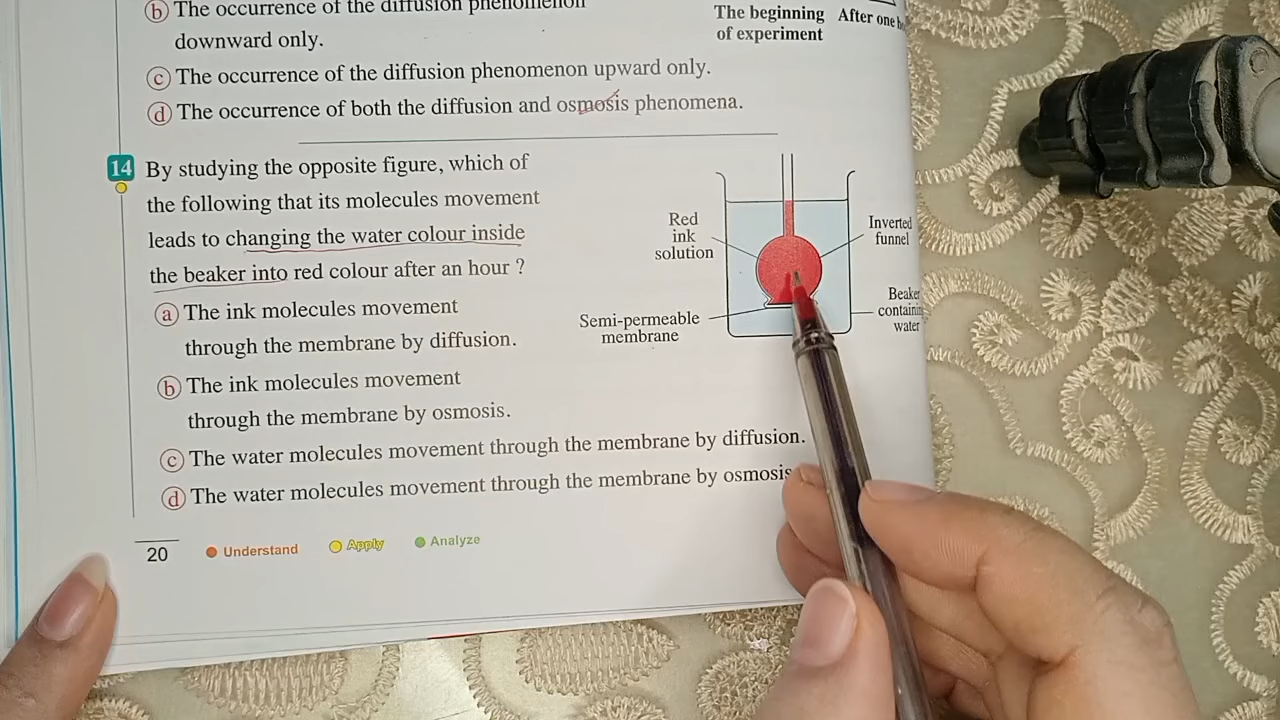 b The occurrence of the diffusion phenomenon
downward only.
The beginning After one
of experiment
c The occurrence of the diffusion phenomenon upward only.
d The occurrence of both the diffusion and osmosis phenomena.
14 By studying the opposite figure, which of
the following that its molecules movement
leads to changing the water colour inside
the beaker into red colour after an hour ?
a The ink molecules movement
through the membrane by diffusion.
b The ink molecules movement
through the membrane by osmosis.
c The water molecules movement through the membrane by diffusion.
d The water molecules movement through the membrane by osmosis
Red
ink
solution
Inverted
funnel
Semi-permeable
membrane
Beaker
water
20 Understand Apply Analyze